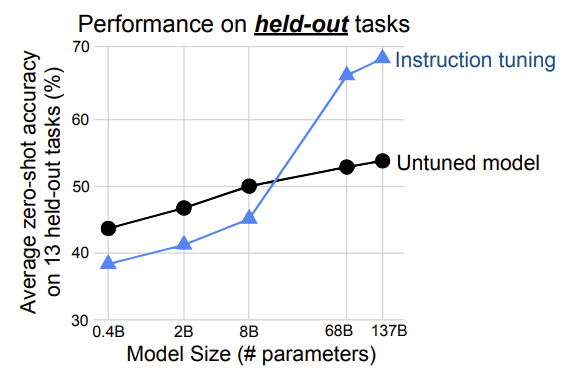 Performance on held-out tasks
Average zero-shot accuracy
on 13 held-out tasks (%)
70
60
50
40
30
Instruction tuning
Untuned model
0.4B 2B 8B 68B 137B
Model Size (# parameters)